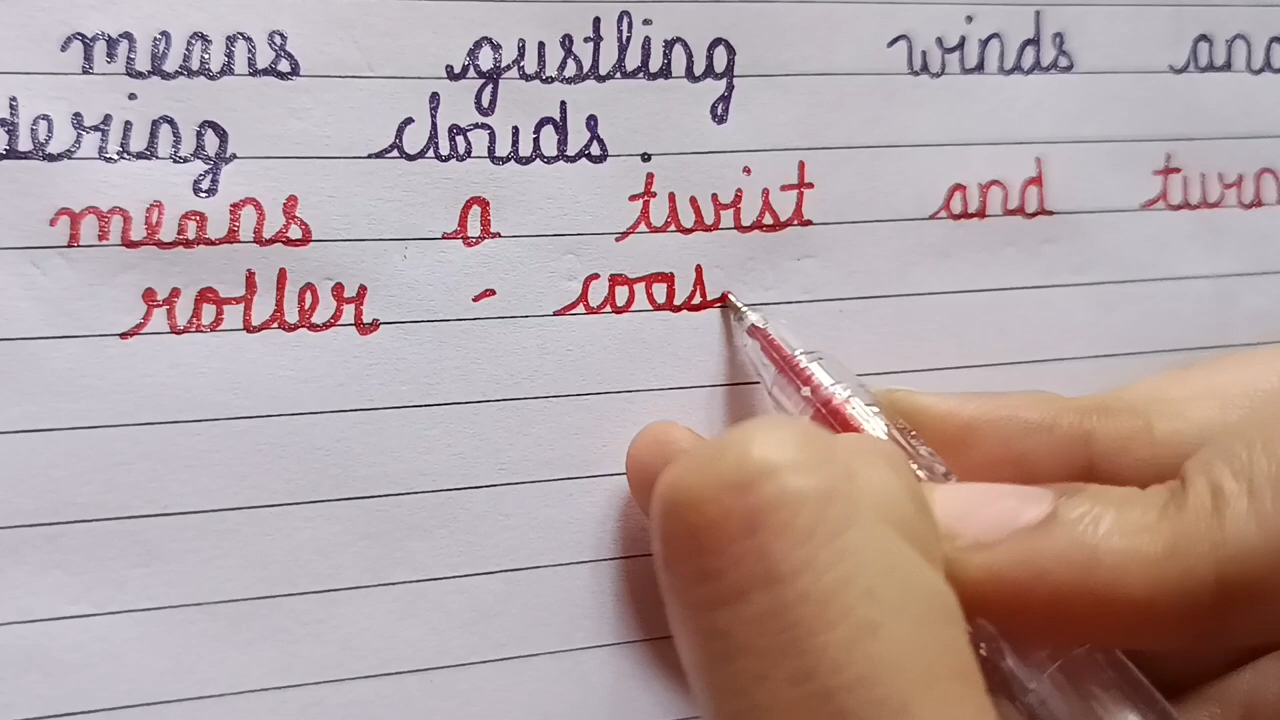 means gustling winds and
dering clouds.
means a twist and turn
roller - coas